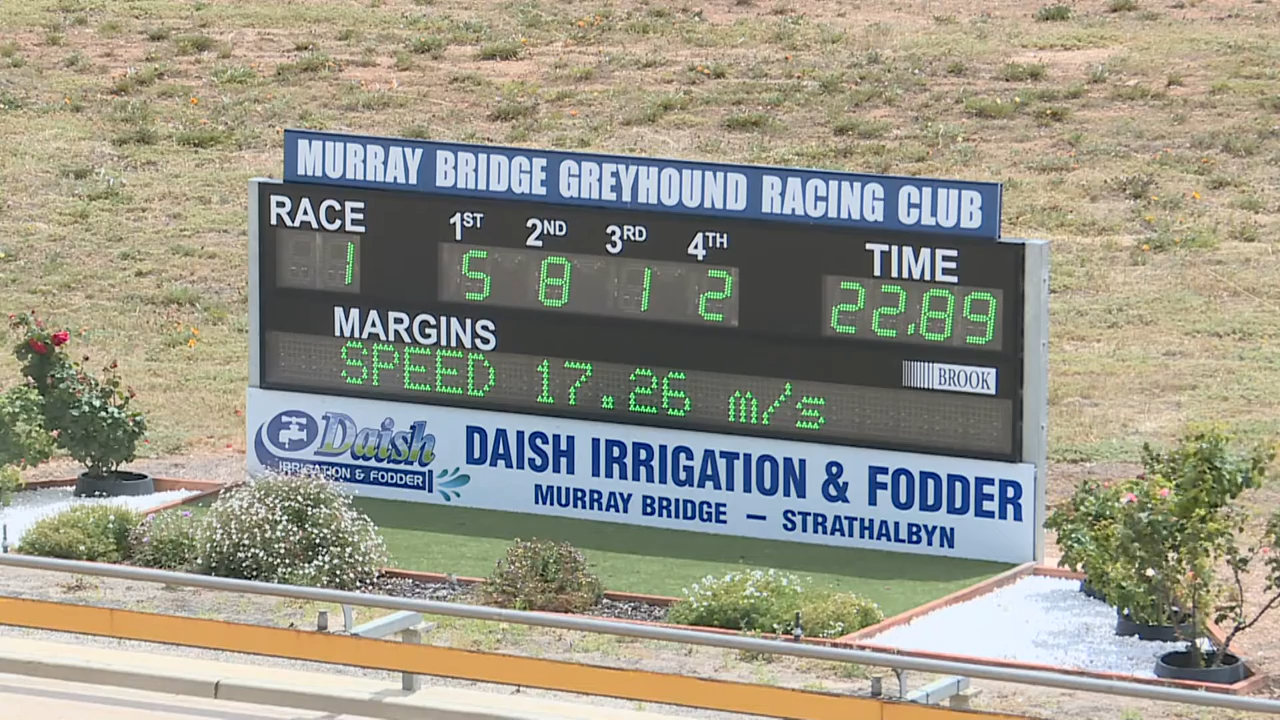 MURRAY BRIDGE GREYHOUND RACING CLUB
RACE 1ST 2ND 3RD 4TH TIME
1 5 8 1 2 22.89
MARGINS
BROOK
SPEED 17.26 m/s
Daish
IRRIGATION & FODDER
DAISH IRRIGATION & FODDER
MURRAY BRIDGE – STRATHALBYN